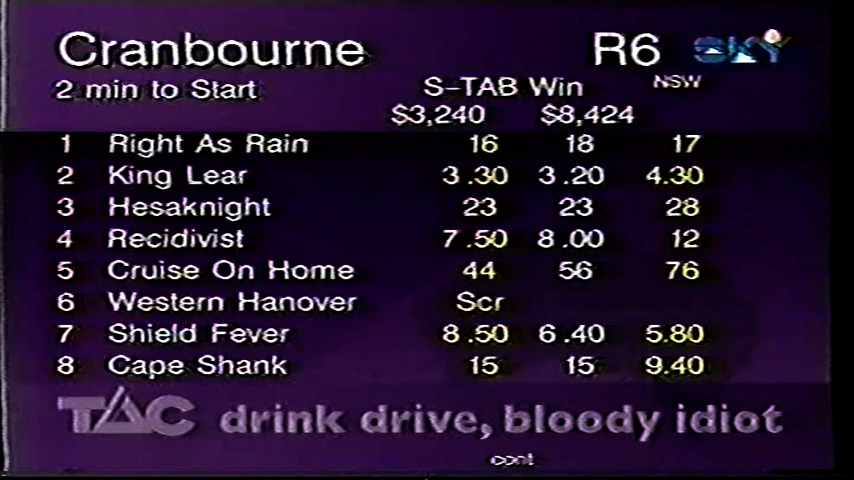 Cranbourne R6 SKY
2 min to Start S-TAB Win NSW
$3,240 $8,424
1 Right As Rain 16 18 17
2 King Lear 3.30 3.20 4.30
3 Hesaknight 23 23 28
4 Recidivist 7.50 8.00 12
5 Cruise On Home 44 56 76
6 Western Hanover Scr
7 Shield Fever 8.50 6.40 5.80
8 Cape Shank 15 15 9.40
TAC drink drive, bloody idiot
cont